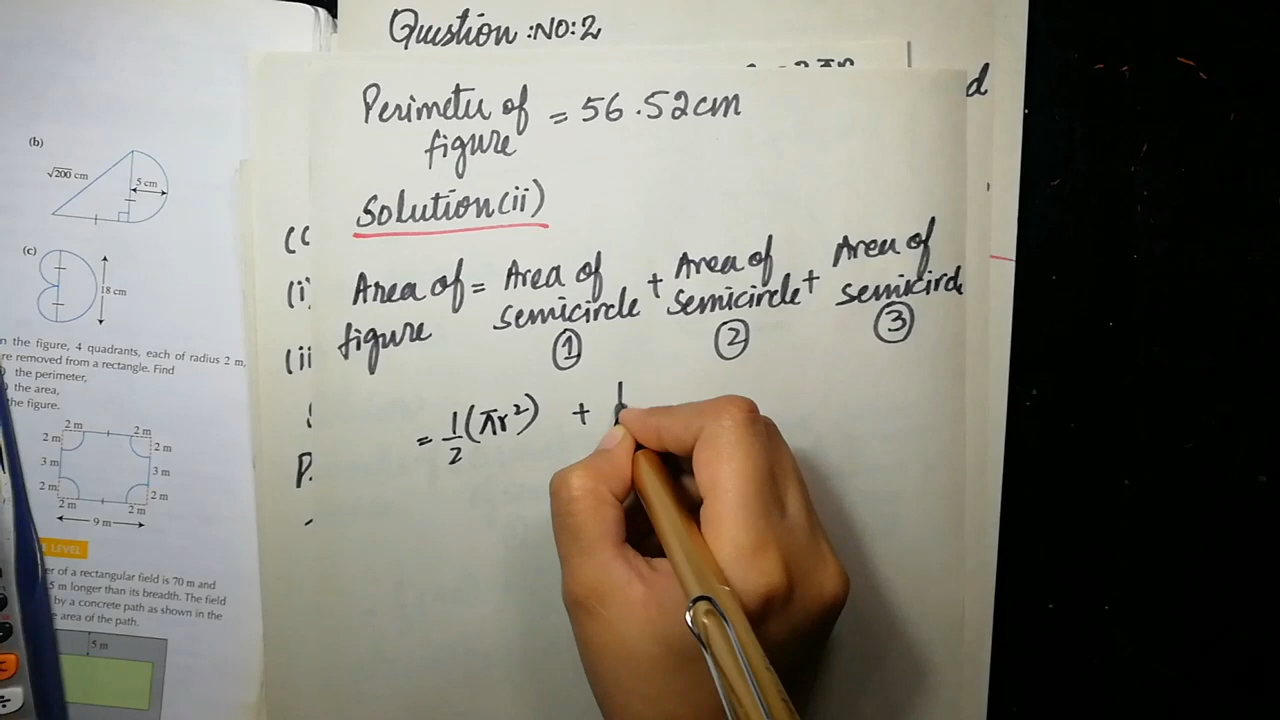 Question :NO:2
d
Perimeter of = 56.52cm
figure
Solution(ii)
Area of = Area of + Area of + Area of
figure semicircle semicircle semicircle
① ② ③
= 1/2 (πr²) +
(i)
(ii
P.
(b)
√200 cm
5 cm
(c)
18 cm
n the figure, 4 quadrants, each of radius 2 m,
re removed from a rectangle. Find
the perimeter,
the area,
the figure.
2 m 2 m
2 m 2 m
3 m 3 m
2 m 2 m
2 m 2 m
9 m
LEVEL
er of a rectangular field is 70 m and
5 m longer than its breadth. The field
by a concrete path as shown in the
area of the path.
5 m